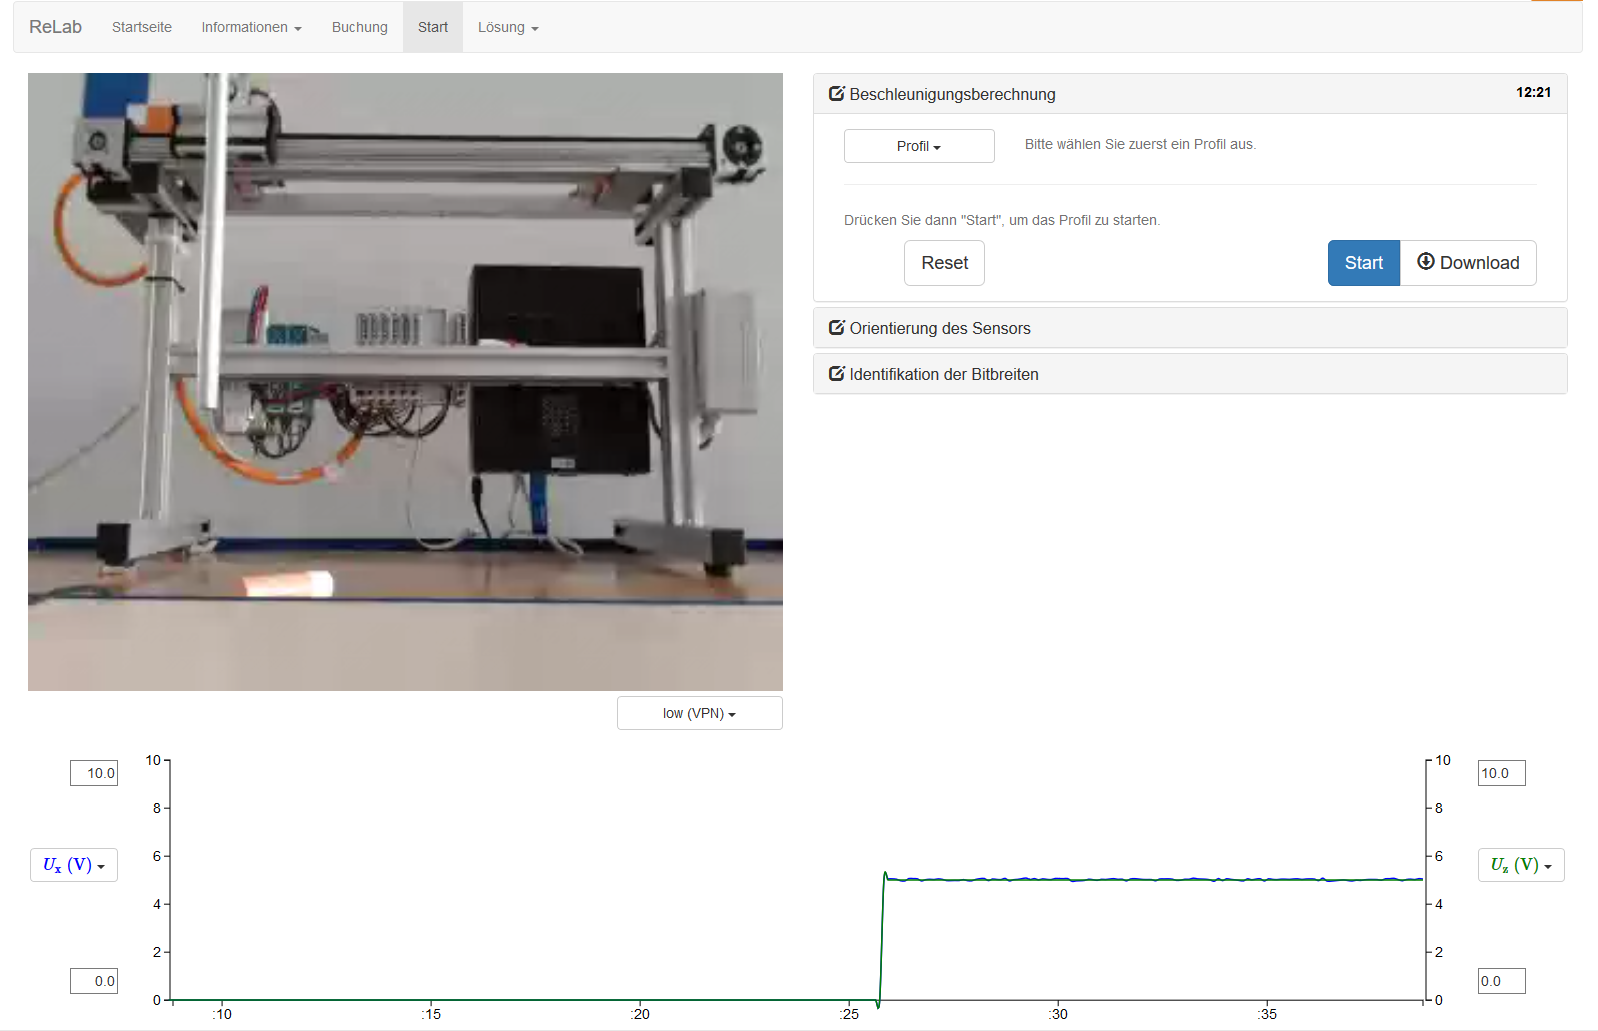 ReLab Startseite Informationen Buchung Start Lösung
Beschleunigungsberechnung 12:21
Profil Bitte wählen Sie zuerst ein Profil aus.
Drücken Sie dann "Start", um das Profil zu starten.
Reset Start Download
Orientierung des Sensors
Identifikation der Bitbreiten
low (VPN)
10.0 10 10 10.0
8 8
6 6
Ux (V) Uz (V)
4 4
2 2
0.0 0 0 0.0
:10 :15 :20 :25 :30 :35